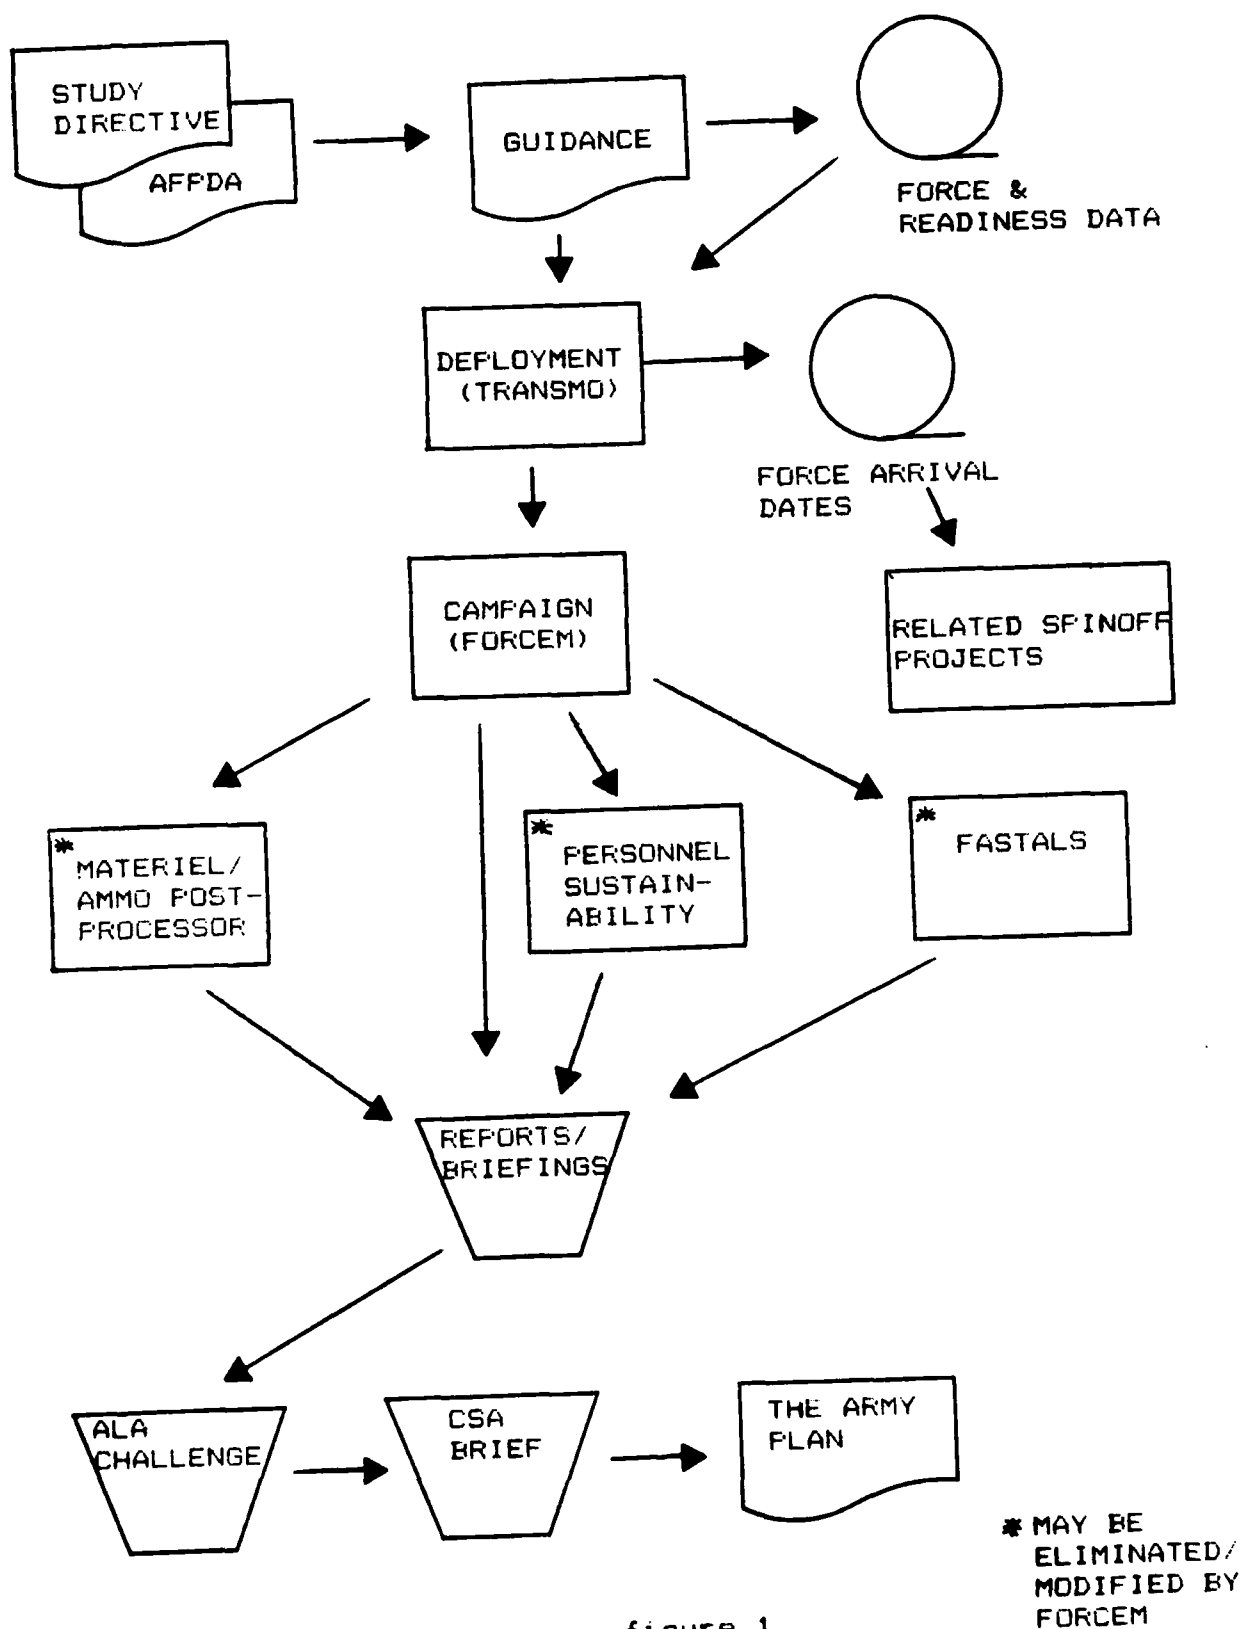 STUDY
DIRECTIVE
AFPDA
GUIDANCE
FORCE &
READINESS DATA
DEPLOYMENT
(TRANSMO)
FORCE ARRIVAL
DATES
CAMPAIGN
(FORCEM)
RELATED SPINOFF
PROJECTS
*
MATERIEL/
AMMO POST-
PROCESSOR
*
PERSONNEL
SUSTAIN-
ABILITY
*
FASTALS
REPORTS/
BRIEFINGS
ALA
CHALLENGE
CSA
BRIEF
THE ARMY
PLAN
* MAY BE
ELIMINATED/
MODIFIED BY
FORCEM
figure 1